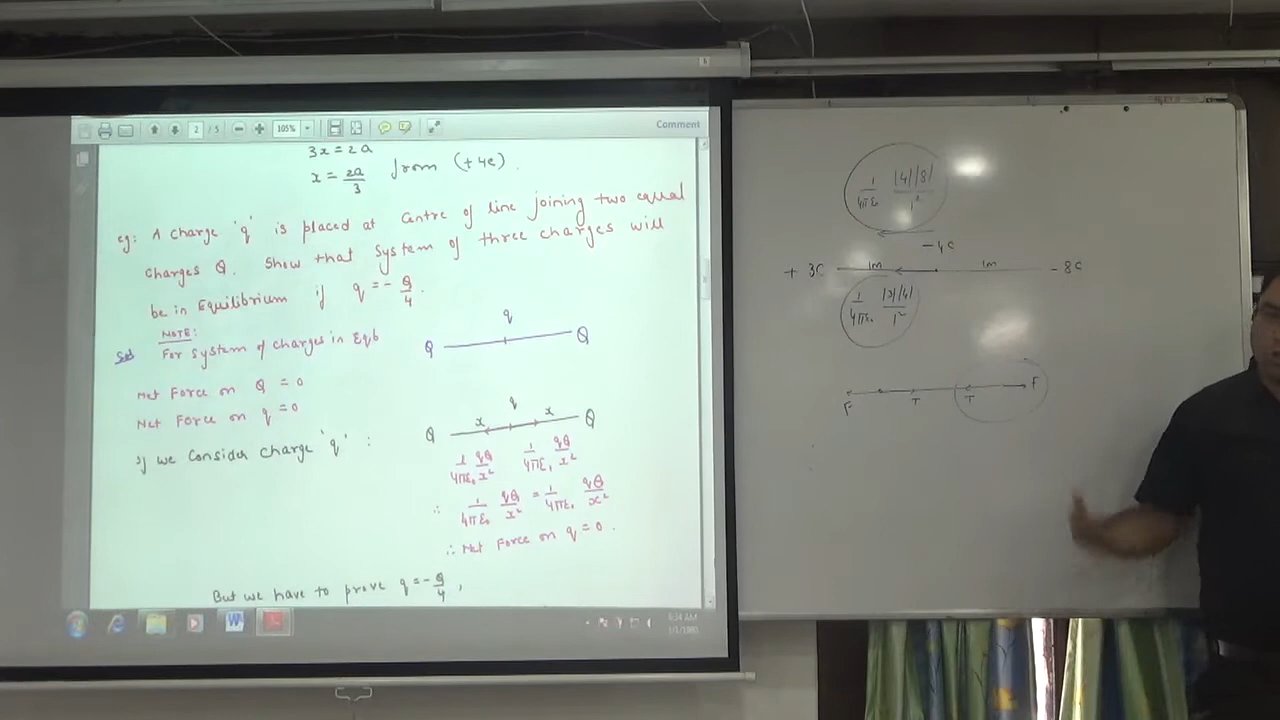 2 / 5
105%
Comment
3x = 2a
x = 2a/3 from (+4e).
eg: A charge 'q' is placed at Centre of line joining two equal
charges Q. Show that System of three charges will
be in Equilibrium if q = -Q/4.
NOTE:
Sol For System of charges in Eqb
Net Force on Q = 0
Net Force on q = 0
If we Consider charge 'q' :
Q q Q
Q x q x Q
1/4πε₀ qQ/x² 1/4πε₀ qQ/x²
∴ 1/4πε₀ qQ/x² = 1/4πε₀ qQ/x²
∴ Net Force on q = 0.
But we have to prove q = -Q/4,
W
1/4πε₀ |4||8|/1²
-4C
+ 3C 1m 1m - 8C
1/4πε₀ |3||4|/1²
F T T F